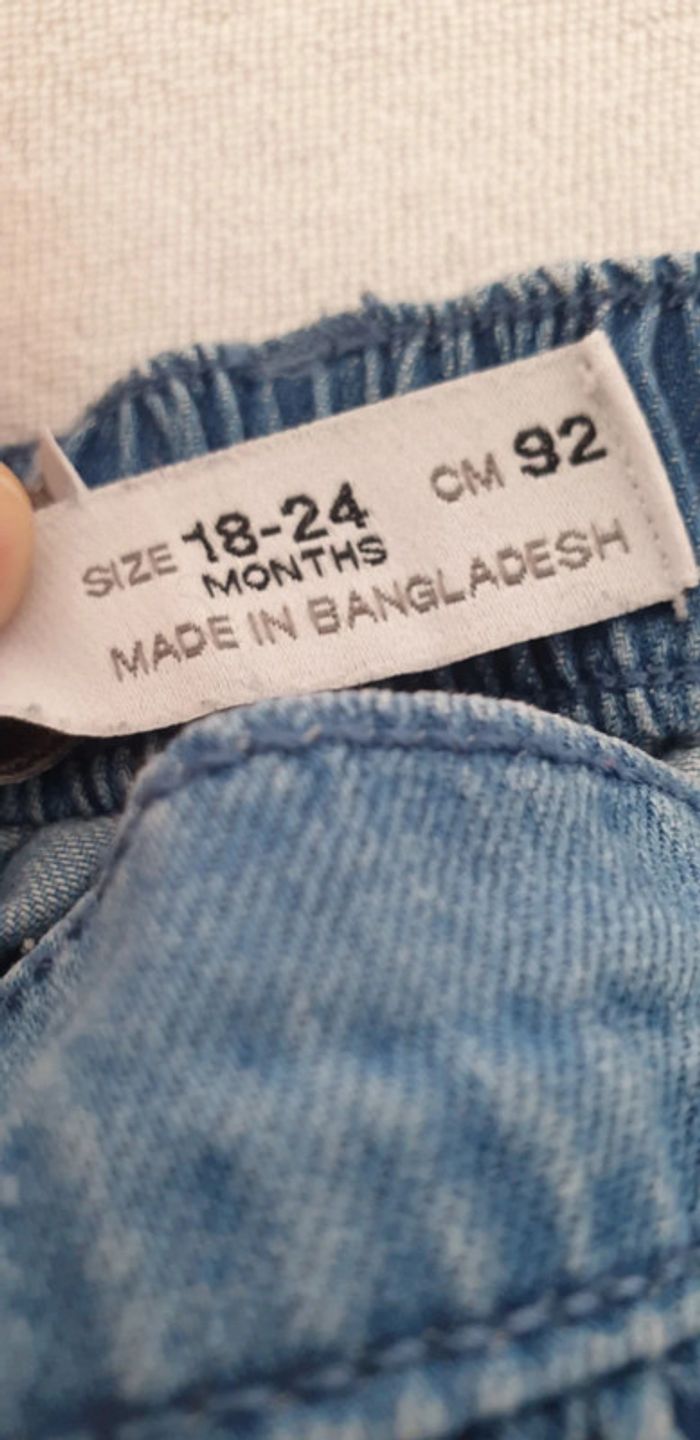 SIZE 18-24 CM 92
MONTHS
MADE IN BANGLADESH